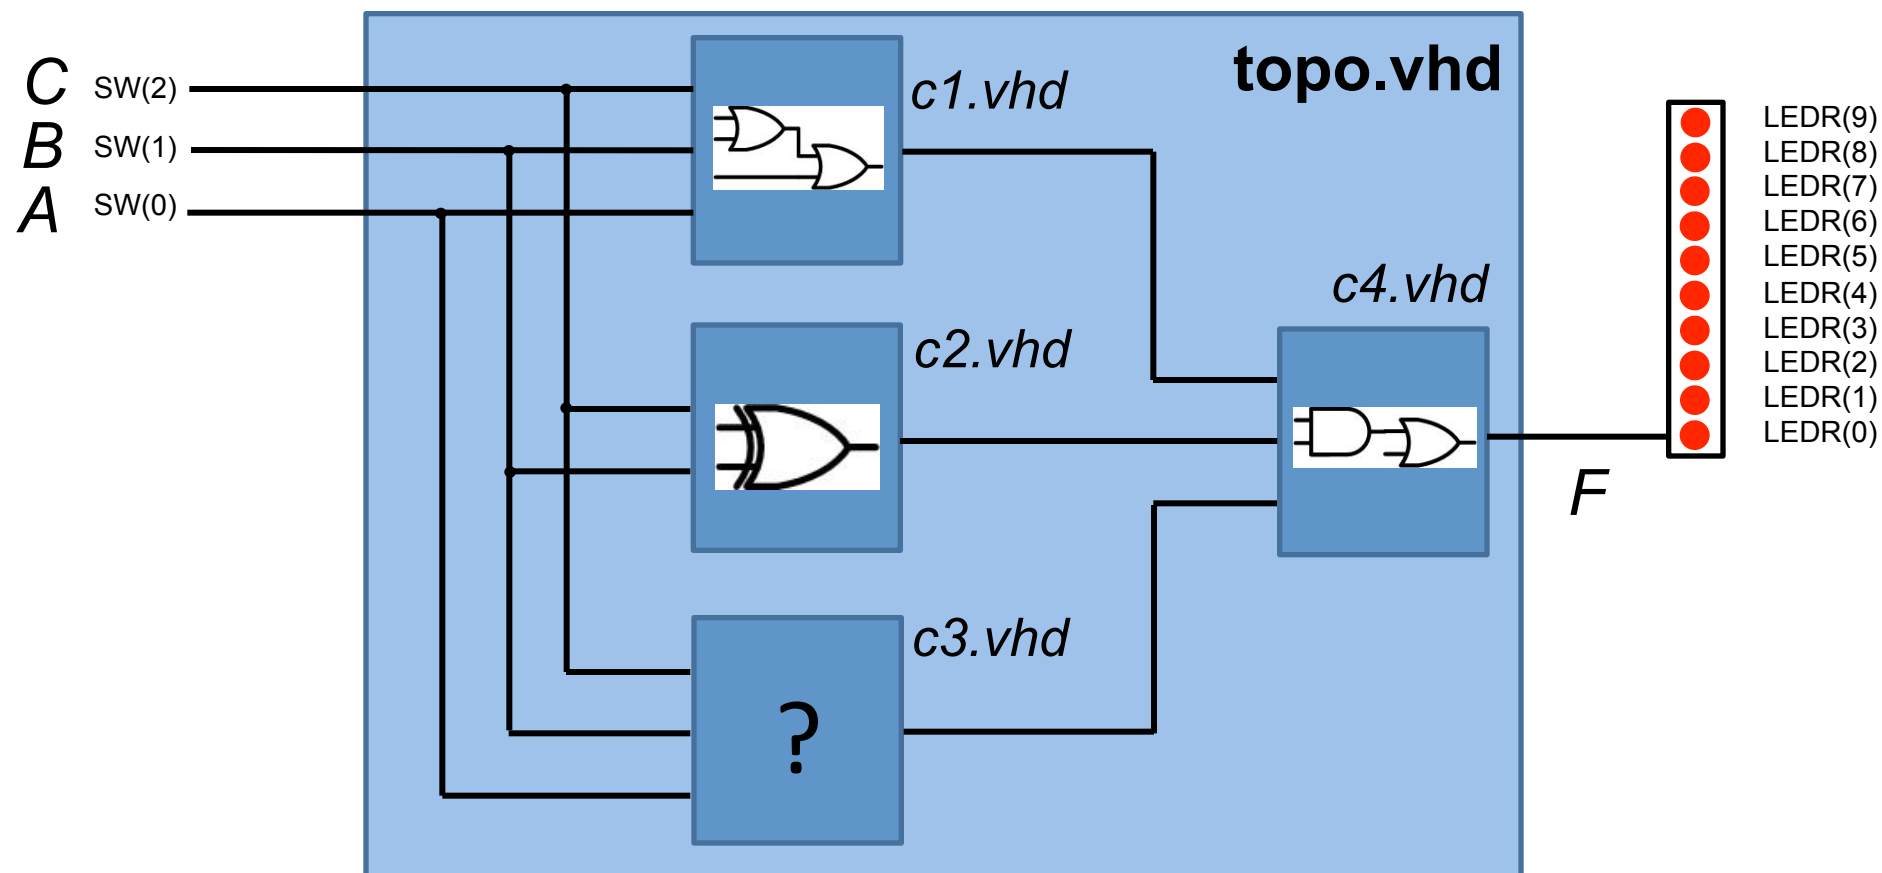 topo.vhd
C SW(2)
B SW(1)
A SW(0)
c1.vhd
c2.vhd
c3.vhd
?
c4.vhd
F
LEDR(9)
LEDR(8)
LEDR(7)
LEDR(6)
LEDR(5)
LEDR(4)
LEDR(3)
LEDR(2)
LEDR(1)
LEDR(0)